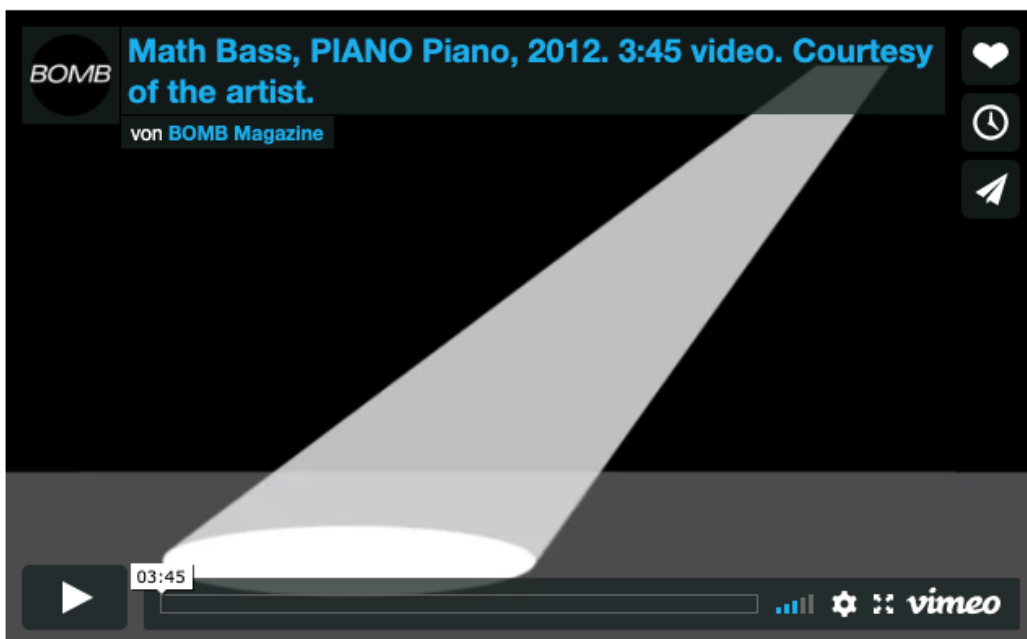 BOMB
Math Bass, PIANO Piano, 2012. 3:45 video. Courtesy
of the artist.
von BOMB Magazine
03:45
vimeo